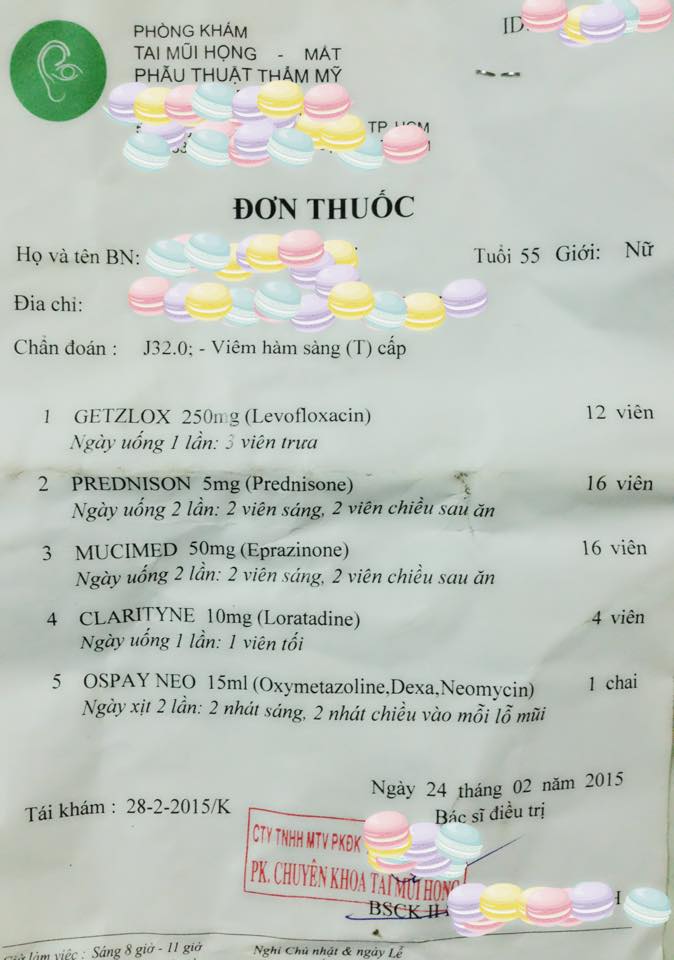 PHÒNG KHÁM
ID:
TAI MŨI HỌNG - MẮT
PHẪU THUẬT THẨM MỸ
TP. HCM
ĐƠN THUỐC
Họ và tên BN:
Tuổi 55 Giới: Nữ
Đia chỉ:
Chẩn đoán : J32.0; - Viêm hàm sàng (T) cấp
1 GETZLOX 250mg (Levofloxacin) 12 viên
Ngày uống 1 lần: 3 viên trưa
2 PREDNISON 5mg (Prednisone) 16 viên
Ngày uống 2 lần: 2 viên sáng, 2 viên chiều sau ăn
3 MUCIMED 50mg (Eprazinone) 16 viên
Ngày uống 2 lần: 2 viên sáng, 2 viên chiều sau ăn
4 CLARITYNE 10mg (Loratadine) 4 viên
Ngày uống 1 lần: 1 viên tối
5 OSPAY NEO 15ml (Oxymetazoline,Dexa,Neomycin) 1 chai
Ngày xịt 2 lần: 2 nhát sáng, 2 nhát chiều vào mỗi lỗ mũi
Ngày 24 tháng 02 năm 2015
Tái khám : 28-2-2015/K
Bác sĩ điều trị
CTY TNHH MTV PKĐK
PK. CHUYÊN KHOA TAI MŨI HỌNG
BSCK II
Giờ làm việc : Sáng 8 giờ - 11 giờ
Nghỉ Chủ nhật & ngày Lễ